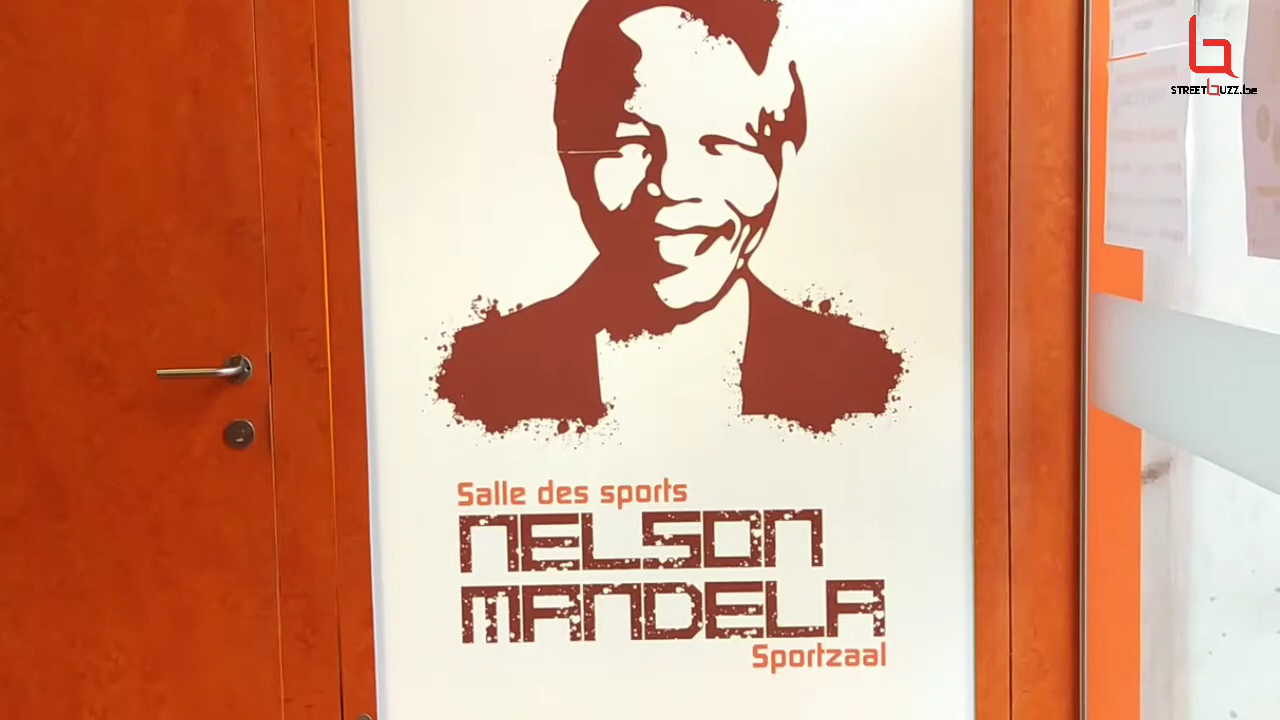 STREETBUZZ.be
Salle des sports
NELSON
MANDELA
Sportzaal